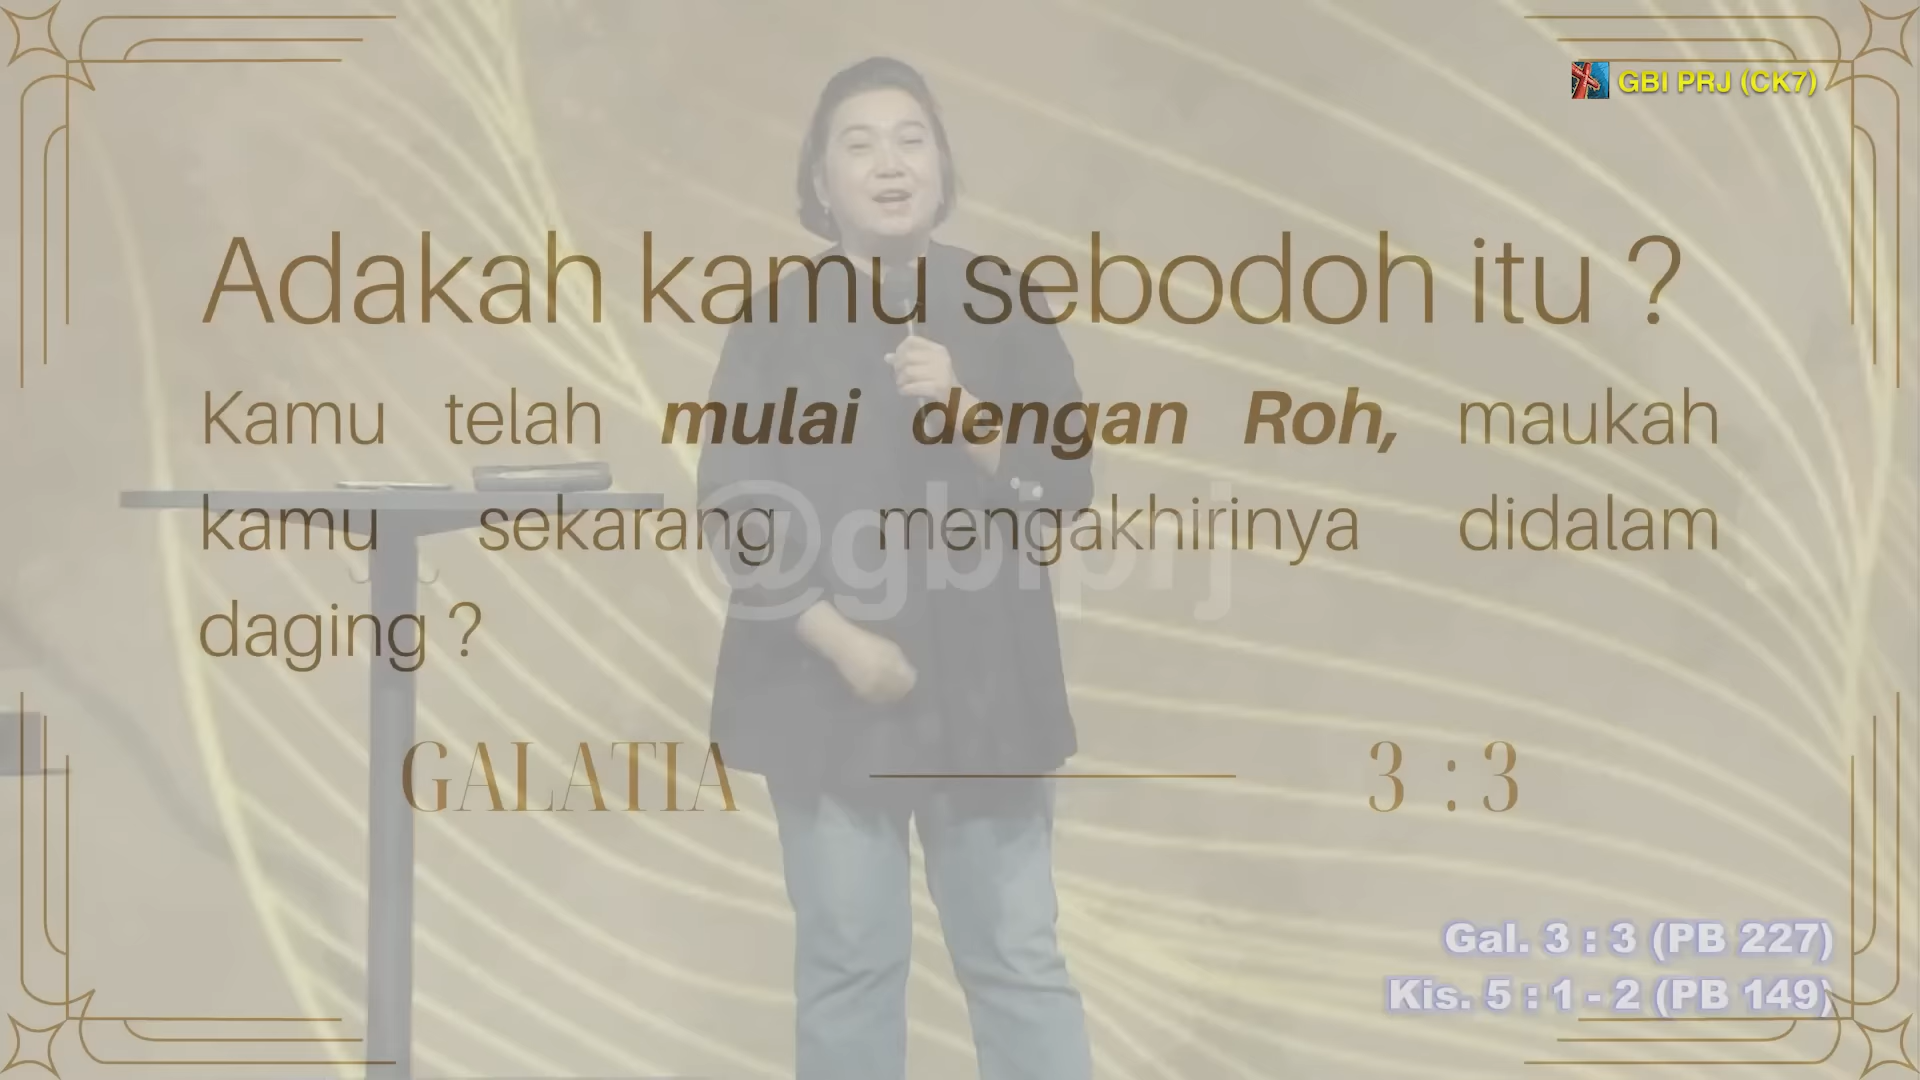 GBI PRJ (CK7)
Adakah kamu sebodoh itu ?
Kamu telah mulai dengan Roh, maukah
kamu sekarang mengakhirinya didalam
daging ?
@gbiprj
GALATIA 3 : 3
Gal. 3 : 3 (PB 227)
Kis. 5 : 1 - 2 (PB 149)